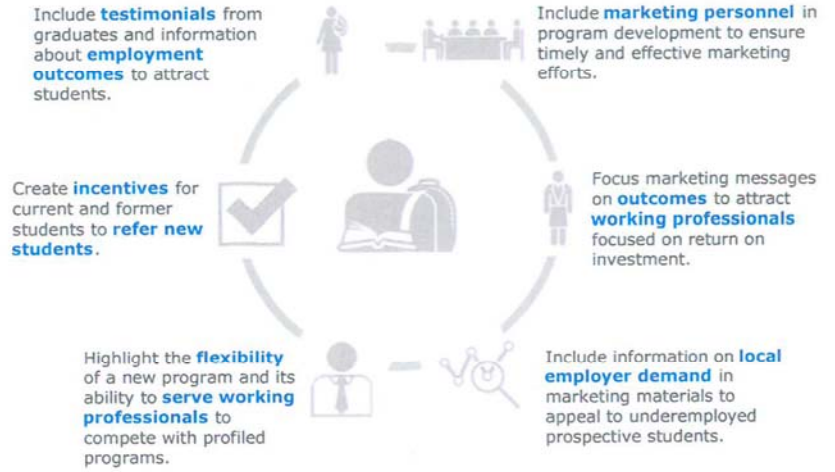 Include testimonials from
graduates and information
about employment
outcomes to attract
students.
Include marketing personnel in
program development to ensure
timely and effective marketing
efforts.
Create incentives for
current and former
students to refer new
students.
Focus marketing messages
on outcomes to attract
working professionals
focused on return on
investment.
Highlight the flexibility
of a new program and its
ability to serve working
professionals to
compete with profiled
programs.
Include information on local
employer demand in
marketing materials to
appeal to underemployed
prospective students.